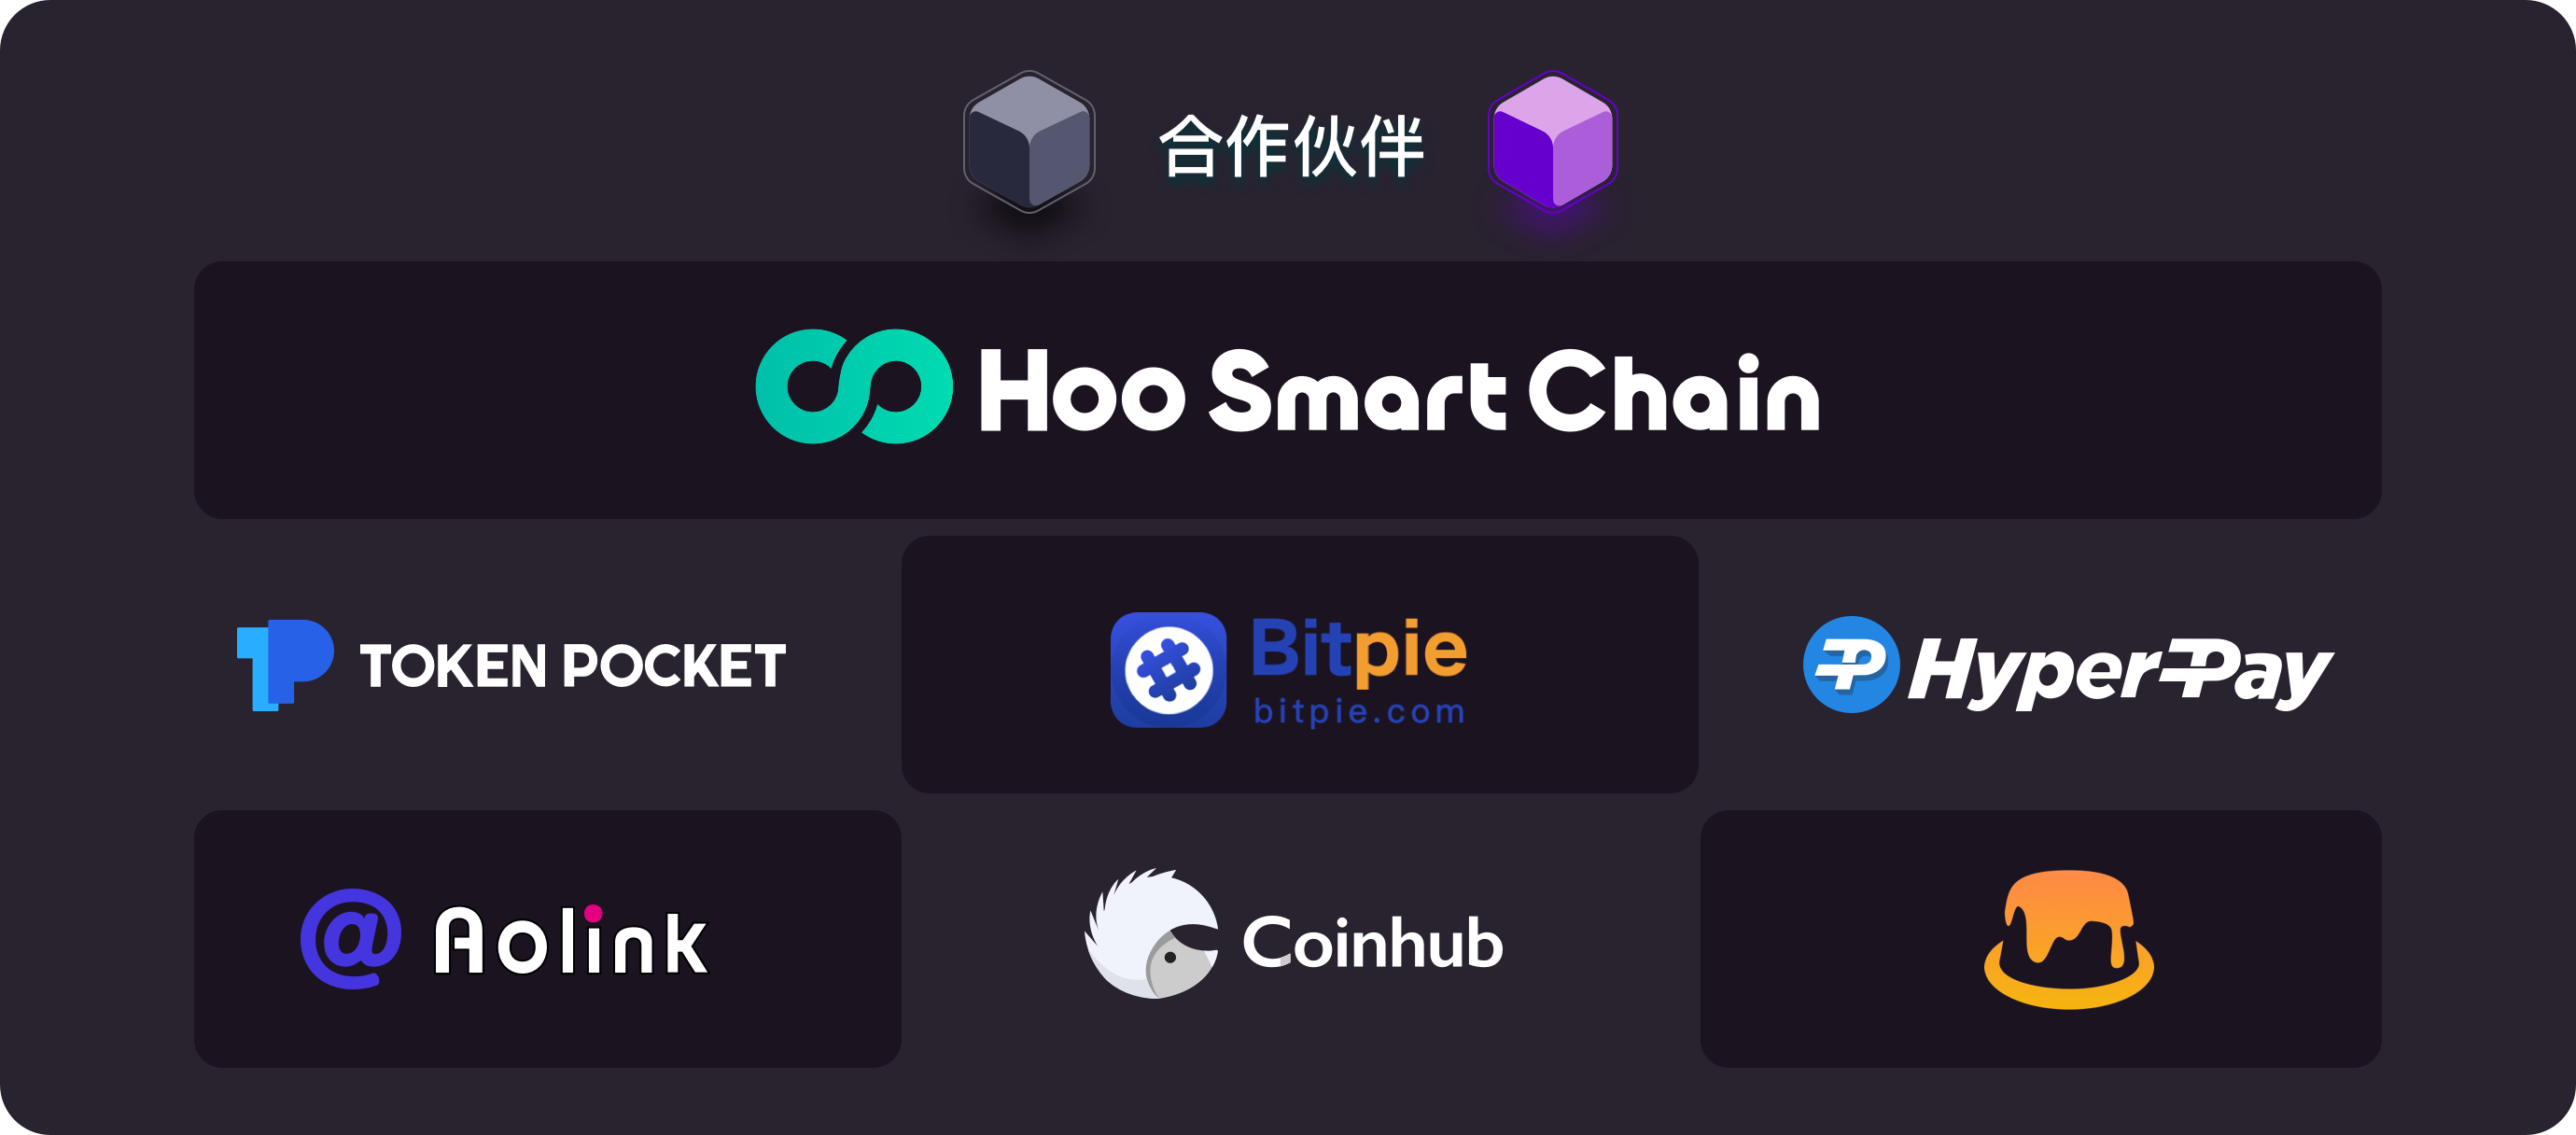 合作伙伴
Hoo Smart Chain
TOKEN POCKET
Bitpie
bitpie.com
HyperPay
@ Aolink
Coinhub